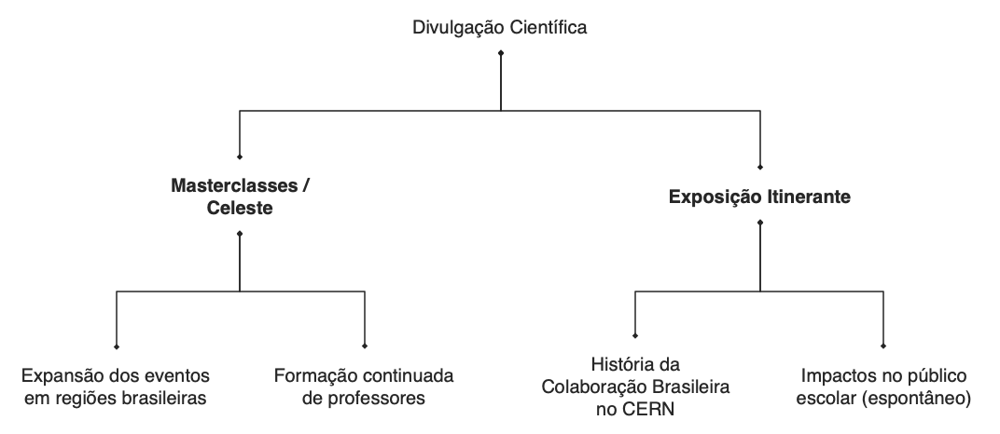 Divulgação Científica
Masterclasses /
Celeste
Exposição Itinerante
Expansão dos eventos
em regiões brasileiras
Formação continuada
de professores
História da
Colaboração Brasileira
no CERN
Impactos no público
escolar (espontâneo)